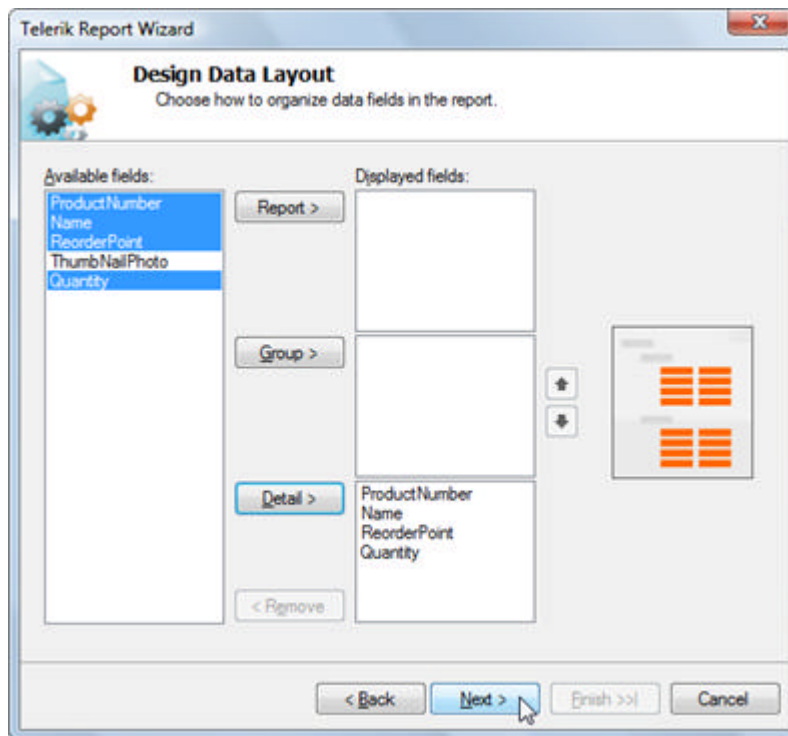 Telerik Report Wizard
Design Data Layout
Choose how to organize data fields in the report.
Available fields:
ProductNumber
Name
ReorderPoint
ThumbNailPhoto
Quantity
Report >
Group >
Detail >
< Remove
Displayed fields:
ProductNumber
Name
ReorderPoint
Quantity
< Back
Next >
Finish >>|
Cancel